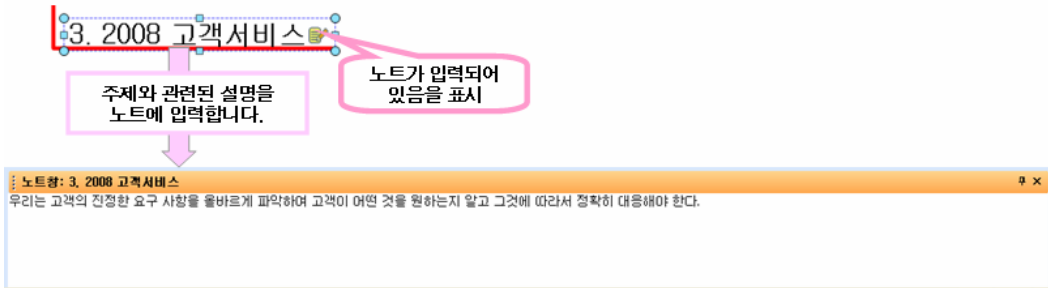 3. 2008 고객서비스
노트가 입력되어
있음을 표시
주제와 관련된 설명을
노트에 입력합니다.
노트창: 3. 2008 고객서비스
우리는 고객의 진정한 요구 사항을 올바르게 파악하여 고객이 어떤 것을 원하는지 알고 그것에 따라서 정확히 대응해야 한다.